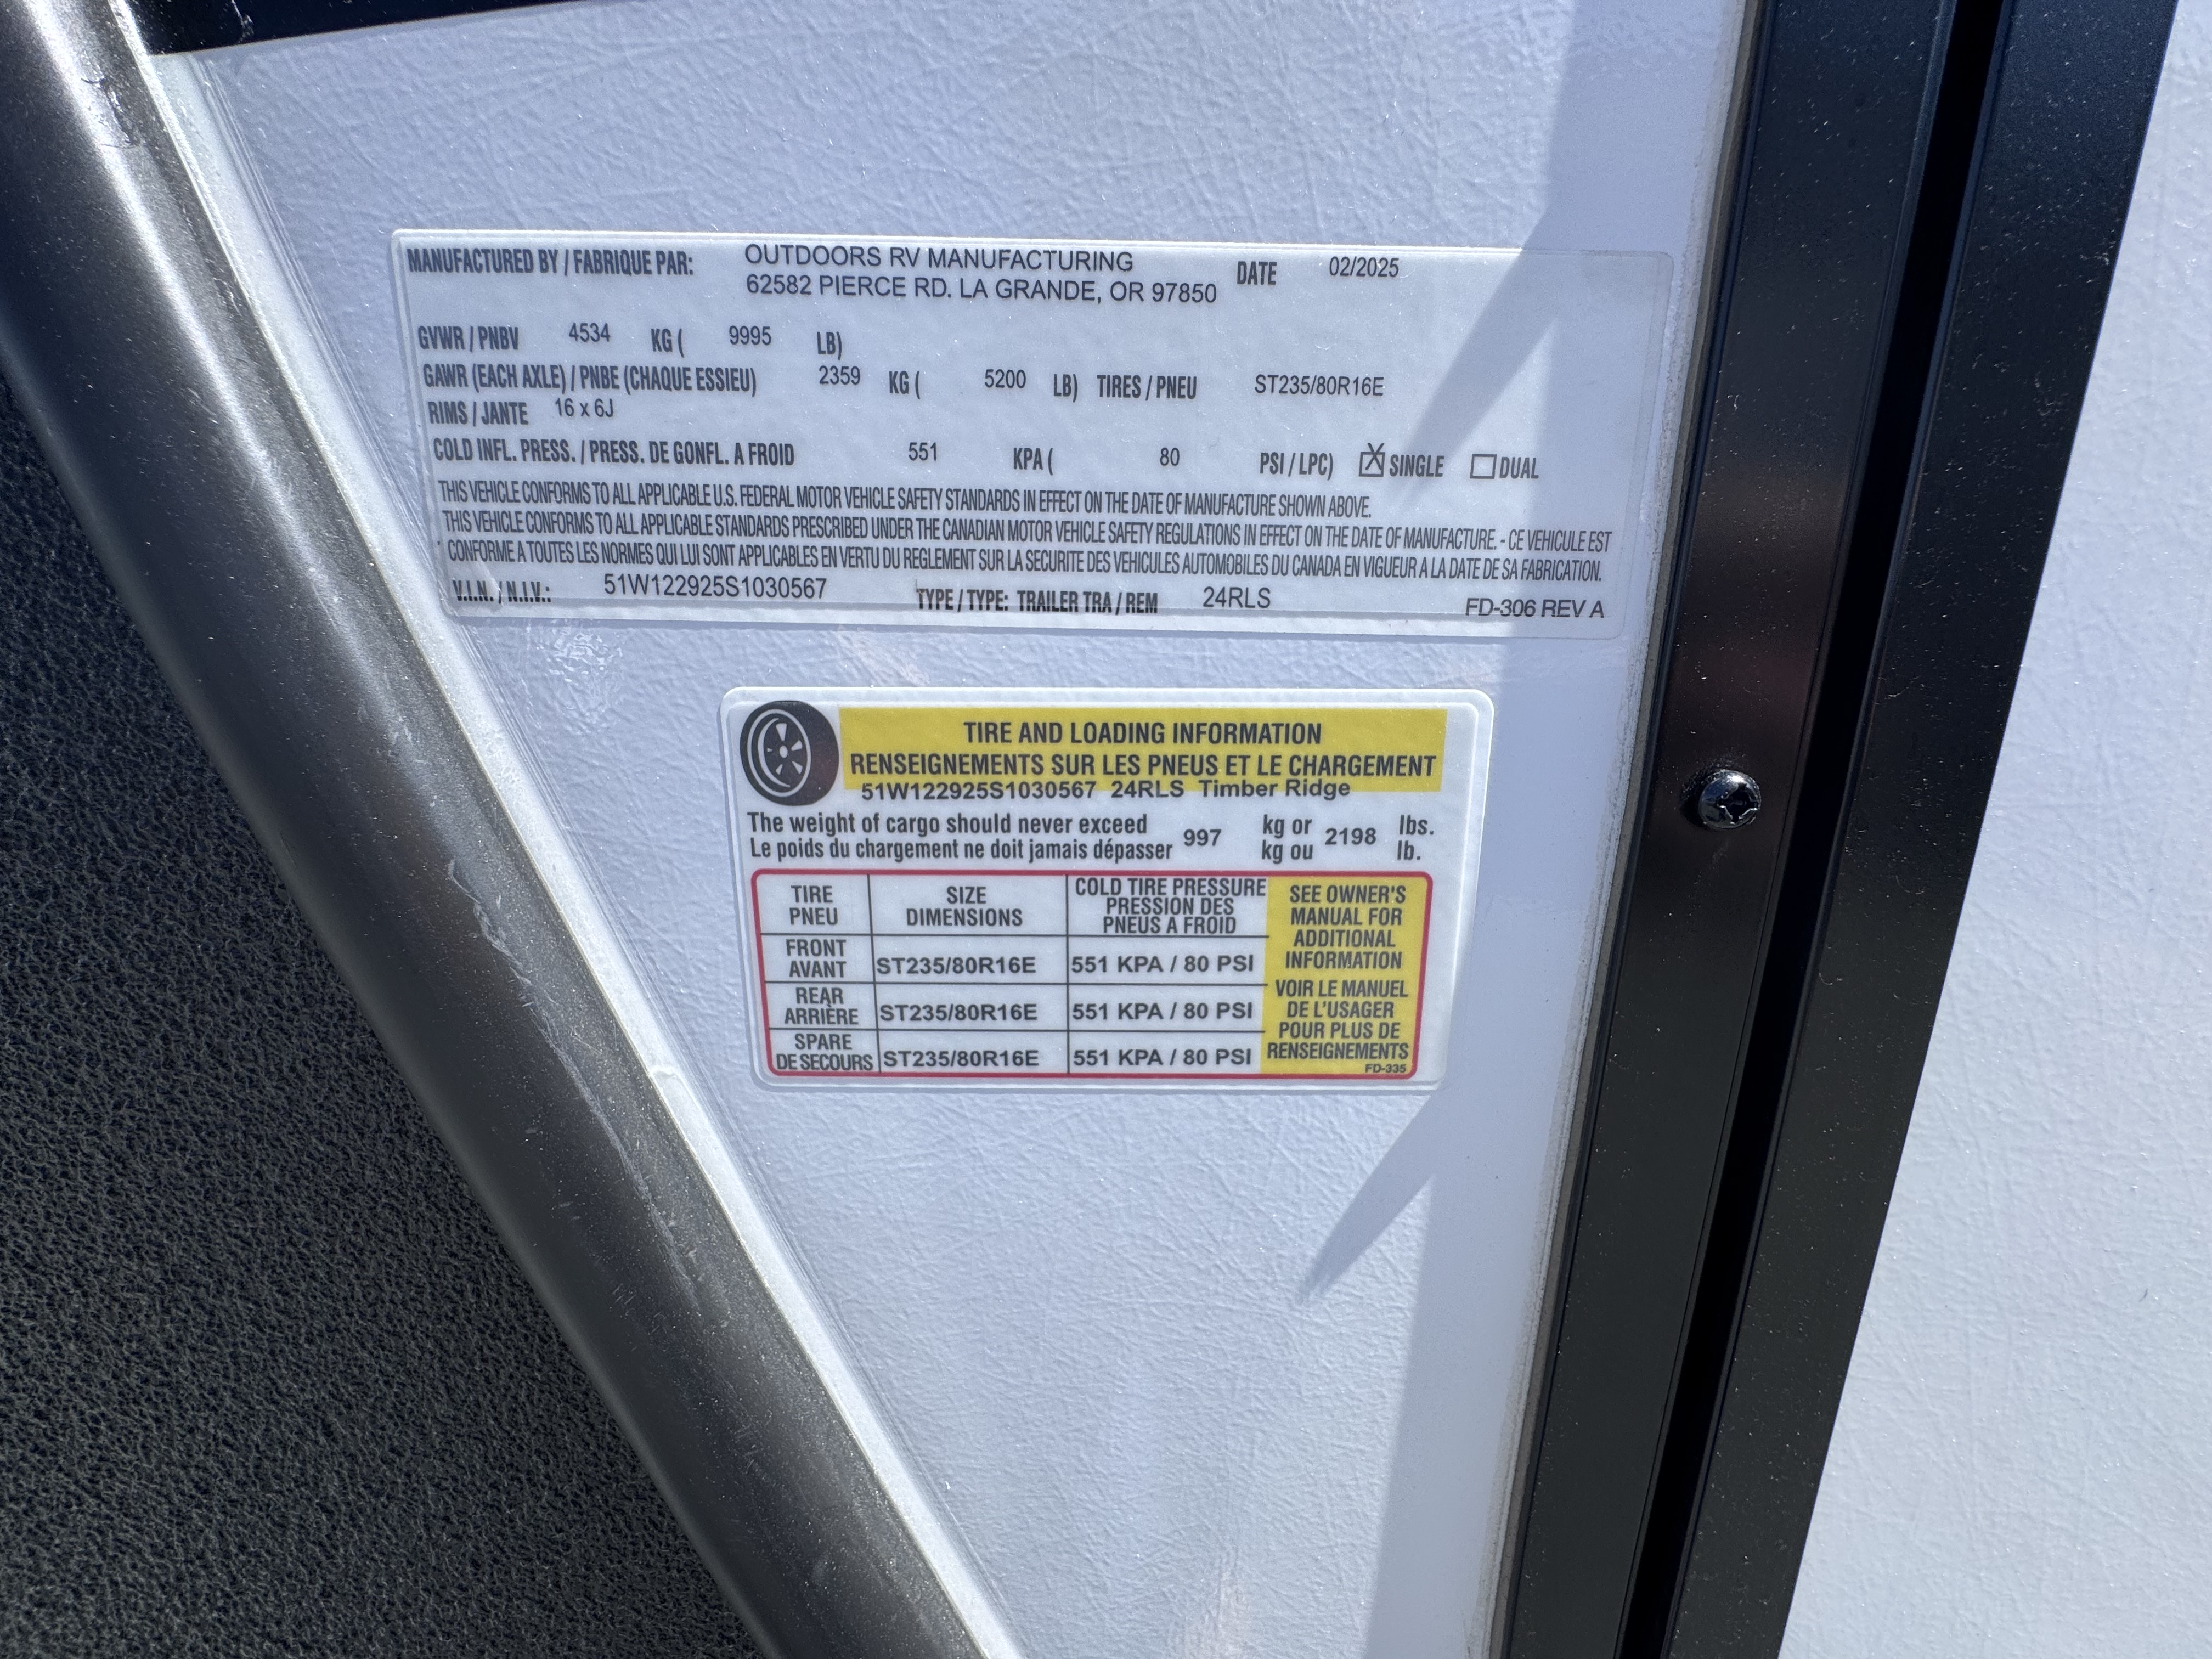 MANUFACTURED BY / FABRIQUE PAR: OUTDOORS RV MANUFACTURING DATE 02/2025
62582 PIERCE RD. LA GRANDE, OR 97850
GVWR / PNBV 4534 KG ( 9995 LB)
GAWR (EACH AXLE) / PNBE (CHAQUE ESSIEU) 2359 KG ( 5200 LB) TIRES / PNEU ST235/80R16E
RIMS / JANTE 16 x 6J
COLD INFL. PRESS. / PRESS. DE GONFL. A FROID 551 KPA ( 80 PSI / LPC) X SINGLE DUAL
THIS VEHICLE CONFORMS TO ALL APPLICABLE U.S. FEDERAL MOTOR VEHICLE SAFETY STANDARDS IN EFFECT ON THE DATE OF MANUFACTURE SHOWN ABOVE.
THIS VEHICLE CONFORMS TO ALL APPLICABLE STANDARDS PRESCRIBED UNDER THE CANADIAN MOTOR VEHICLE SAFETY REGULATIONS IN EFFECT ON THE DATE OF MANUFACTURE. - CE VEHICULE EST
CONFORME A TOUTES LES NORMES QUI LUI SONT APPLICABLES EN VERTU DU REGLEMENT SUR LA SECURITE DES VEHICULES AUTOMOBILES DU CANADA EN VIGUEUR A LA DATE DE SA FABRICATION.
V.I.N. / N.I.V.: 51W122925S1030567 TYPE / TYPE: TRAILER TRA / REM 24RLS FD-306 REV A
TIRE AND LOADING INFORMATION
RENSEIGNEMENTS SUR LES PNEUS ET LE CHARGEMENT
51W122925S1030567 24RLS Timber Ridge
The weight of cargo should never exceed 997 kg or 2198 lbs.
Le poids du chargement ne doit jamais dépasser kg ou lb.
TIRE SIZE COLD TIRE PRESSURE
PNEU DIMENSIONS PRESSION DES
PNEUS A FROID
FRONT
AVANT ST235/80R16E 551 KPA / 80 PSI
REAR
ARRIÈRE ST235/80R16E 551 KPA / 80 PSI
SPARE
DE SECOURS ST235/80R16E 551 KPA / 80 PSI
SEE OWNER'S
MANUAL FOR
ADDITIONAL
INFORMATION
VOIR LE MANUEL
DE L'USAGER
POUR PLUS DE
RENSEIGNEMENTS
FD-335